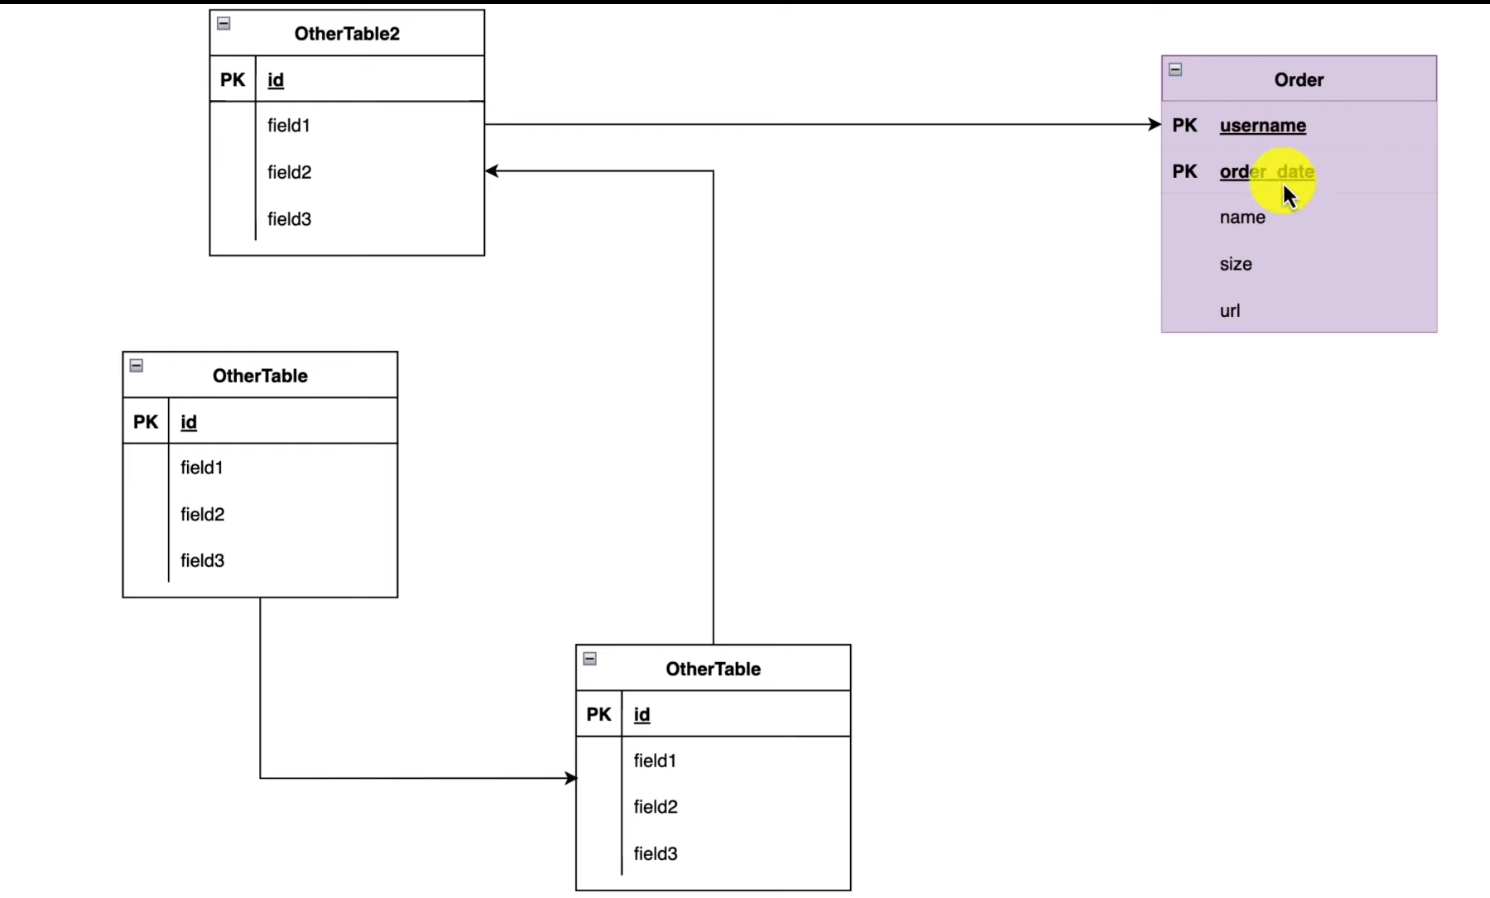 OtherTable2
PK id
field1
field2
field3
Order
PK username
PK order_date
name
size
url
OtherTable
PK id
field1
field2
field3
OtherTable
PK id
field1
field2
field3